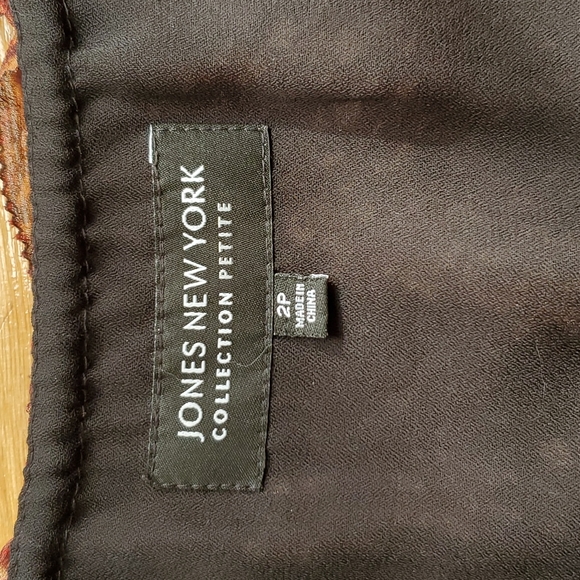 JONES NEW YORK
COLLECTION PETITE
2P
MADE IN
CHINA